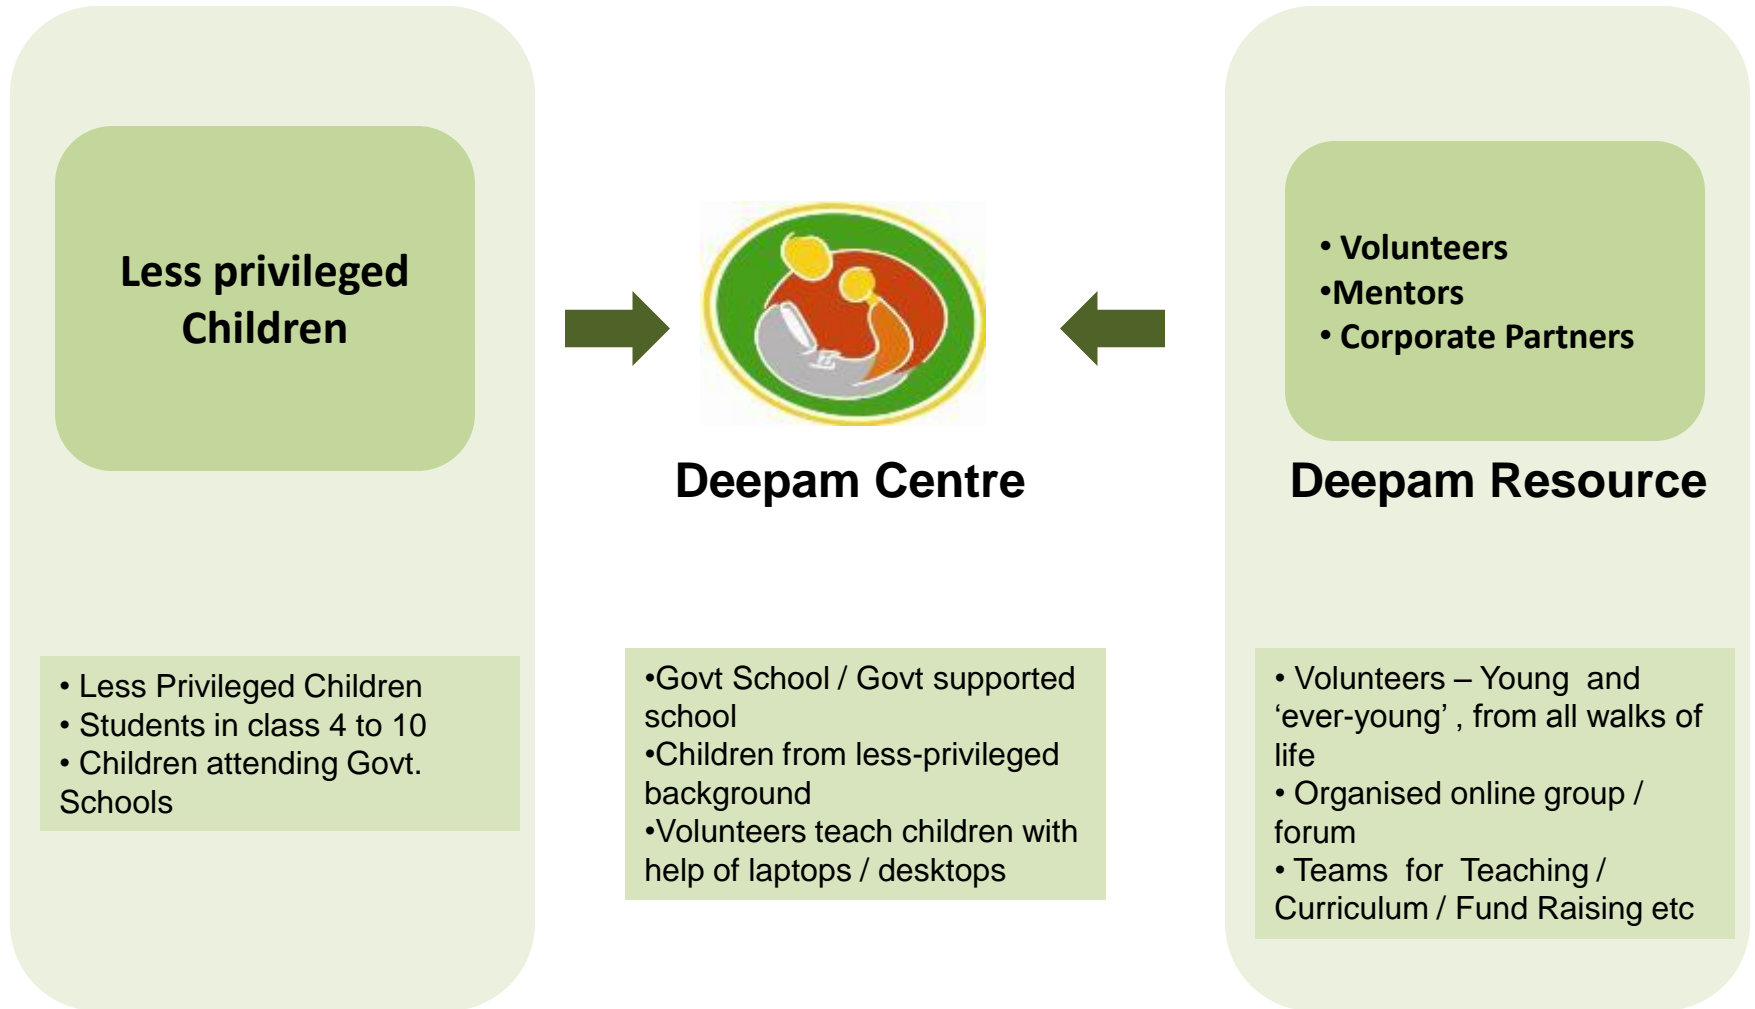 Less privileged
Children
• Less Privileged Children
• Students in class 4 to 10
• Children attending Govt.
Schools
Deepam Centre
•Govt School / Govt supported
school
•Children from less-privileged
background
•Volunteers teach children with
help of laptops / desktops
• Volunteers
•Mentors
• Corporate Partners
Deepam Resource
• Volunteers – Young and
‘ever-young’ , from all walks of
life
• Organised online group /
forum
• Teams for Teaching /
Curriculum / Fund Raising etc